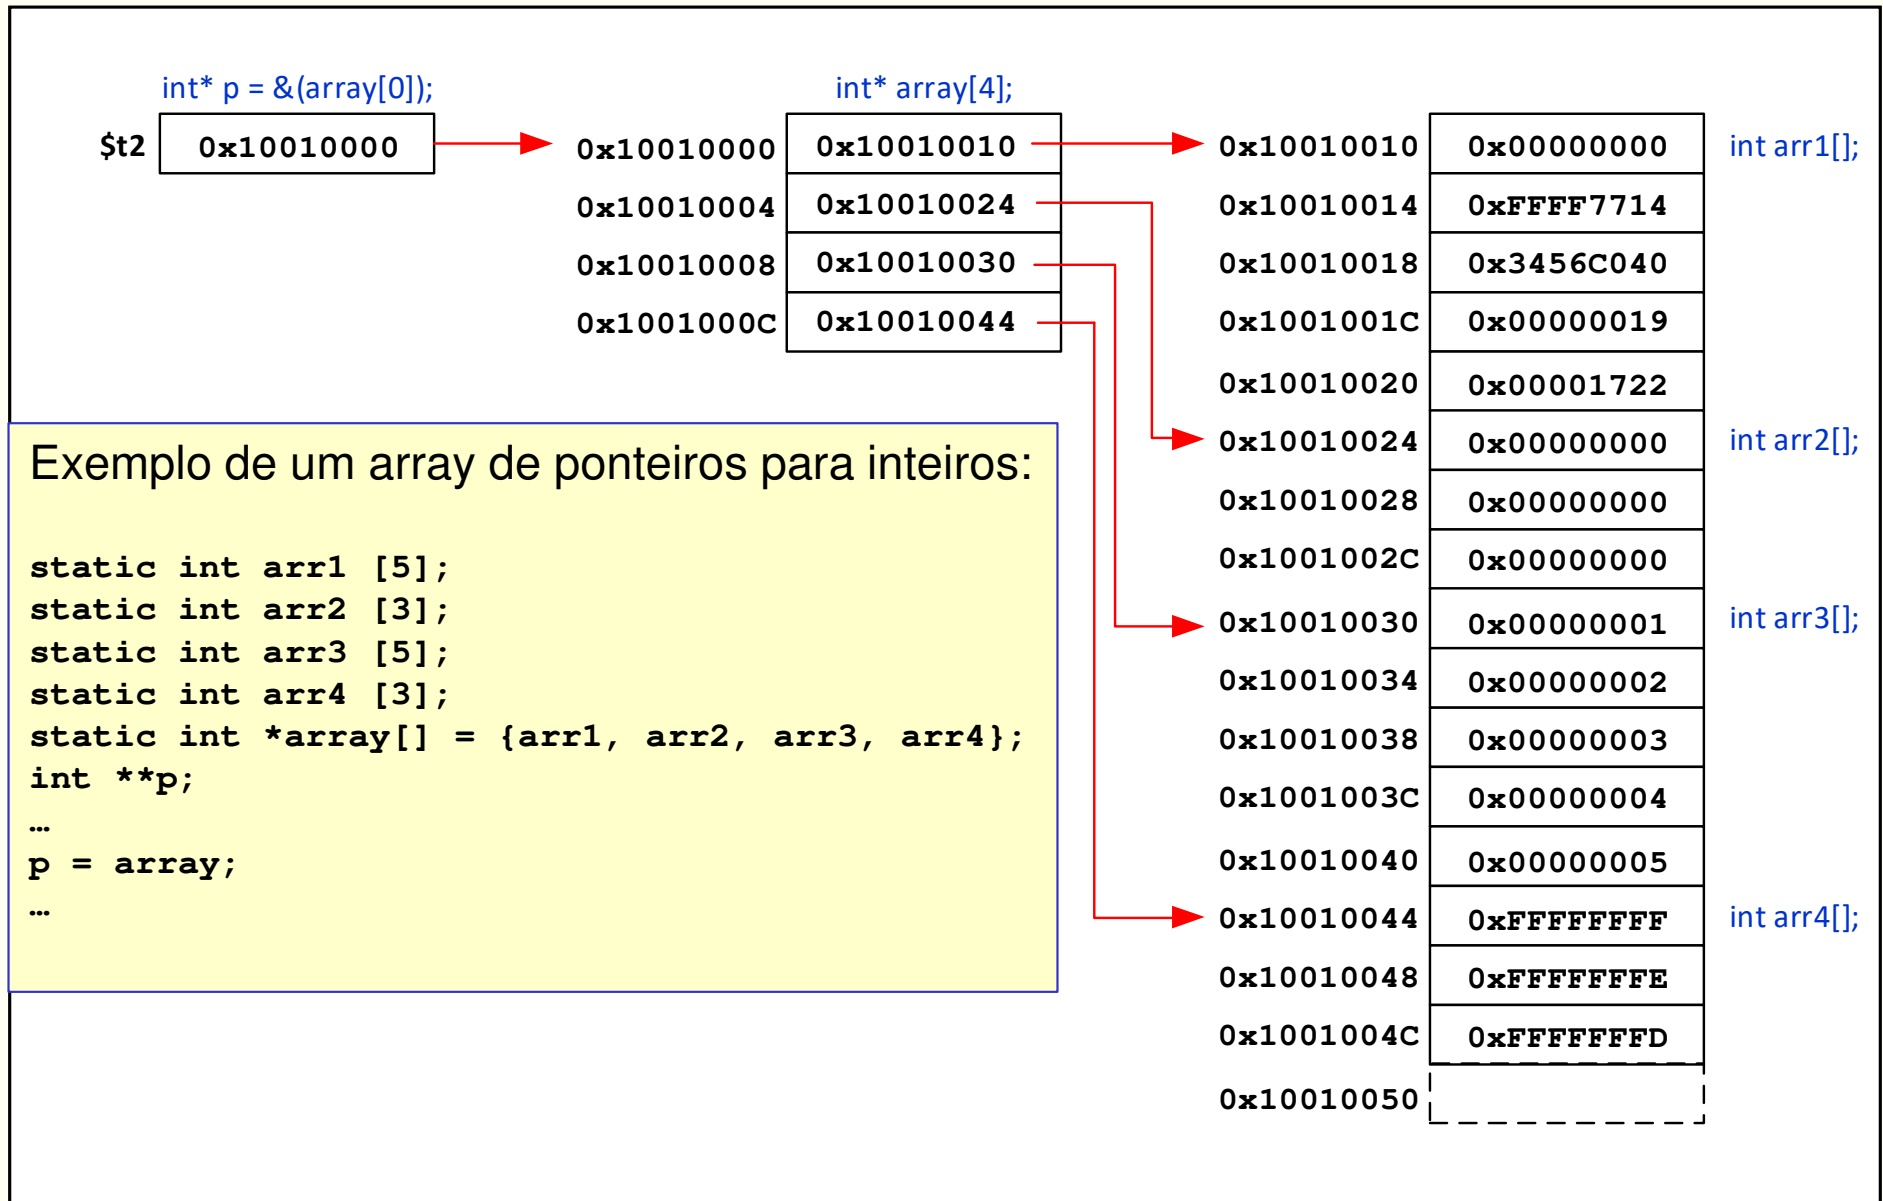 int* p = &(array[0]);
int* array[4];
$t2 0x10010000
0x10010000 0x10010010
0x10010004 0x10010024
0x10010008 0x10010030
0x1001000C 0x10010044
0x10010010 0x00000000 int arr1[];
0x10010014 0xFFFF7714
0x10010018 0x3456C040
0x1001001C 0x00000019
0x10010020 0x00001722
0x10010024 0x00000000 int arr2[];
0x10010028 0x00000000
0x1001002C 0x00000000
0x10010030 0x00000001 int arr3[];
0x10010034 0x00000002
0x10010038 0x00000003
0x1001003C 0x00000004
0x10010040 0x00000005
0x10010044 0xFFFFFFFF int arr4[];
0x10010048 0xFFFFFFFE
0x1001004C 0xFFFFFFFD
0x10010050
Exemplo de um array de ponteiros para inteiros:
static int arr1 [5];
static int arr2 [3];
static int arr3 [5];
static int arr4 [3];
static int *array[] = {arr1, arr2, arr3, arr4};
int **p;
…
p = array;
…